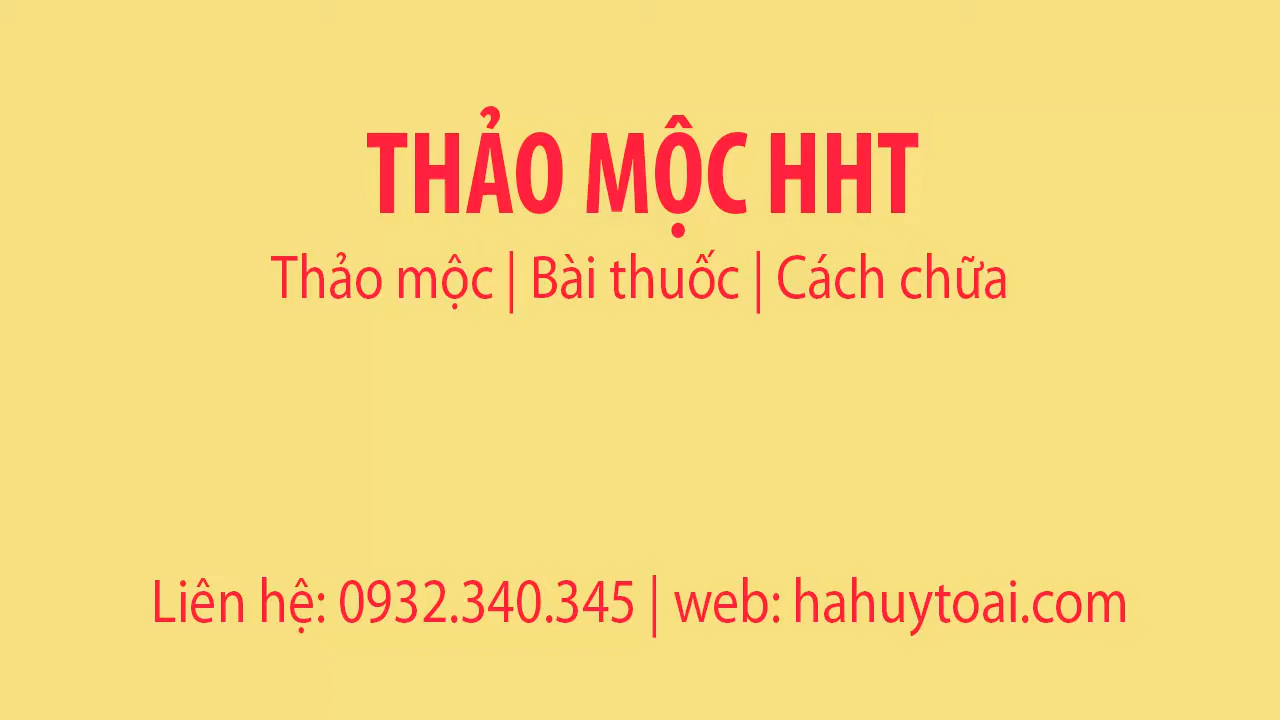 THẢO MỘC HHT
Thảo mộc | Bài thuốc | Cách chữa
Liên hệ: 0932.340.345 | web: hahuytoai.com